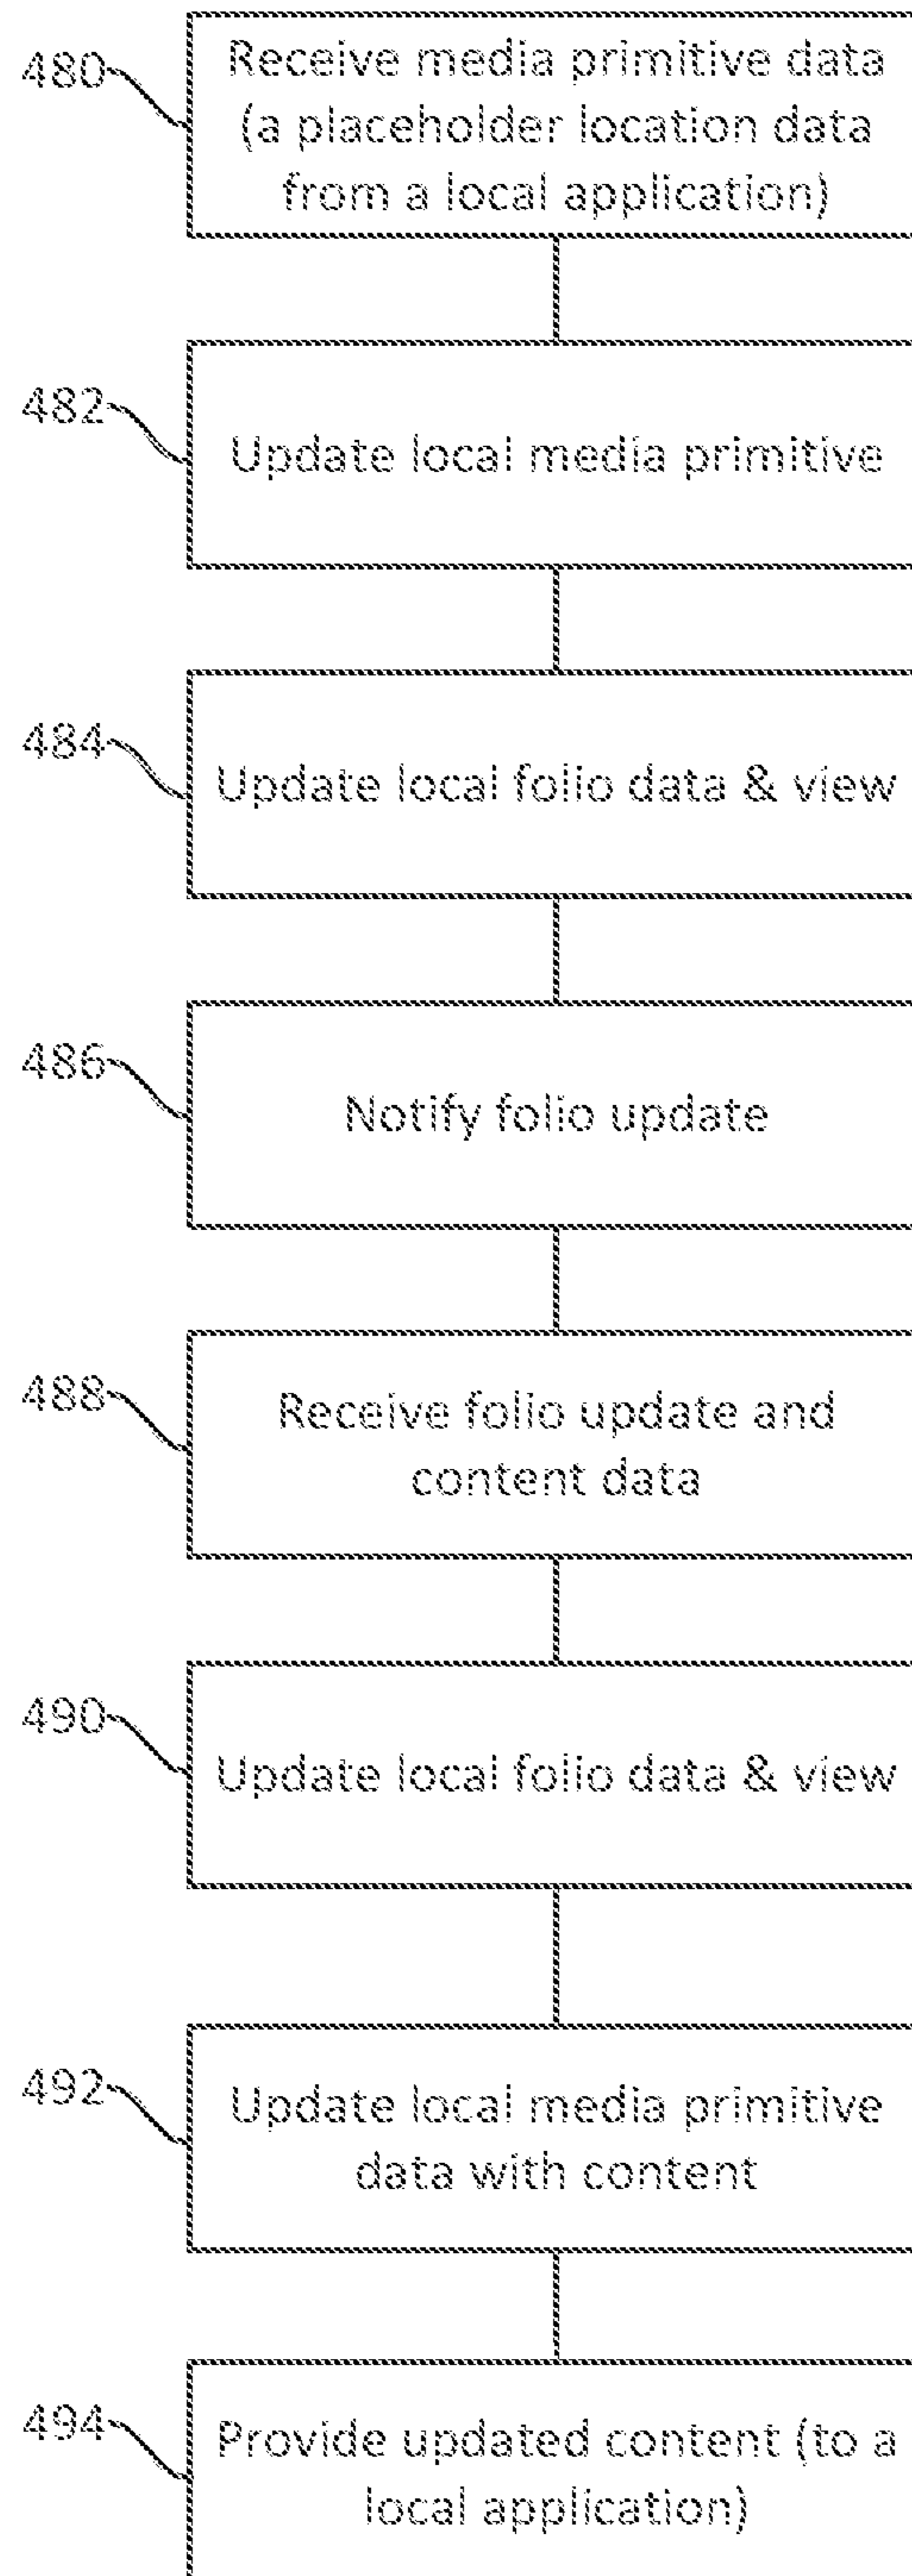 480
Receive media primitive data
(a placeholder location data
from a local application)
482
Update local media primitive
484
Update local folio data & view
486
Notify folio update
488
Receive folio update and
content data
490
Update local folio data & view
492
Update local media primitive
data with content
494
Provide updated content (to a
local application)